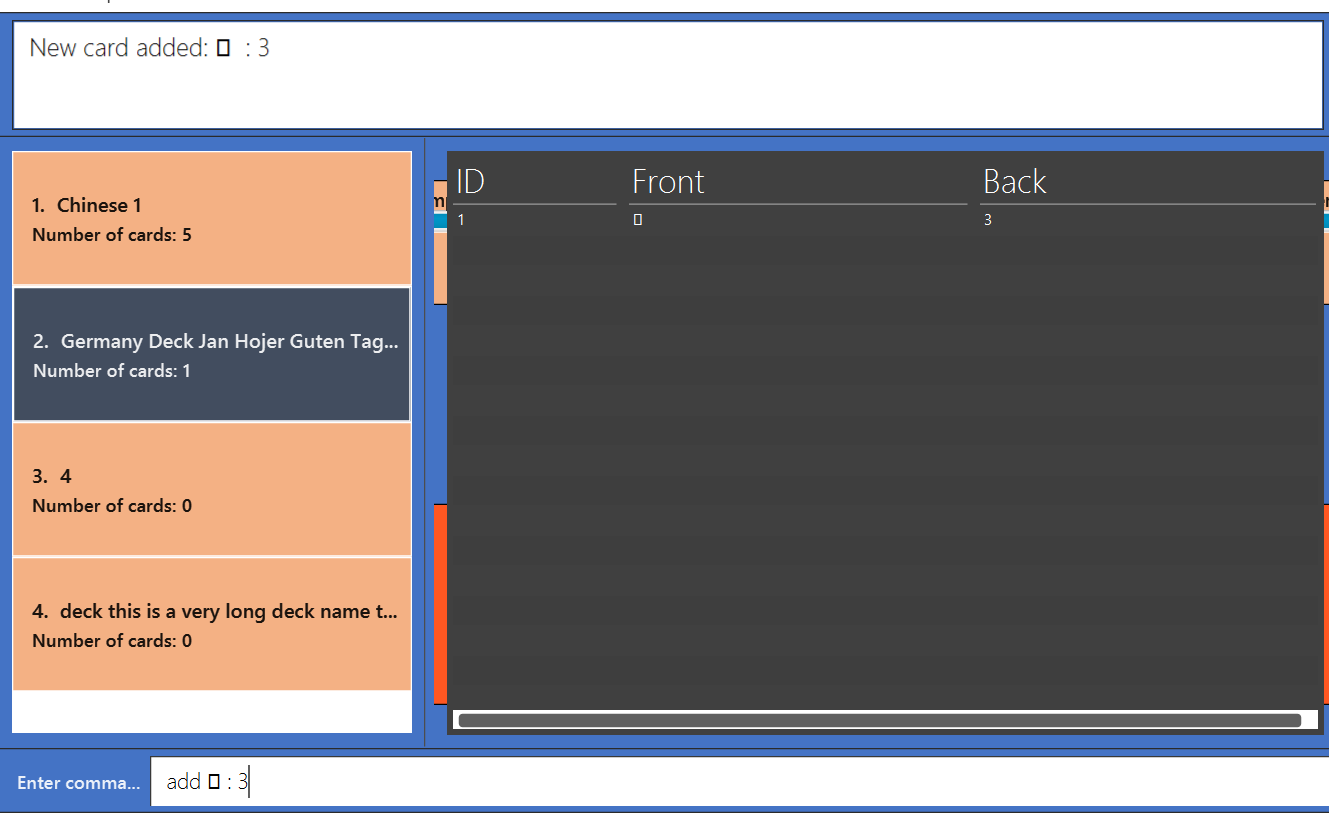 New card added: : 3
1. Chinese 1
Number of cards: 5
2. Germany Deck Jan Hojer Guten Tag...
Number of cards: 1
3. 4
Number of cards: 0
4. deck this is a very long deck name t...
Number of cards: 0
ID Front Back
1 3
Enter comma... add : 3